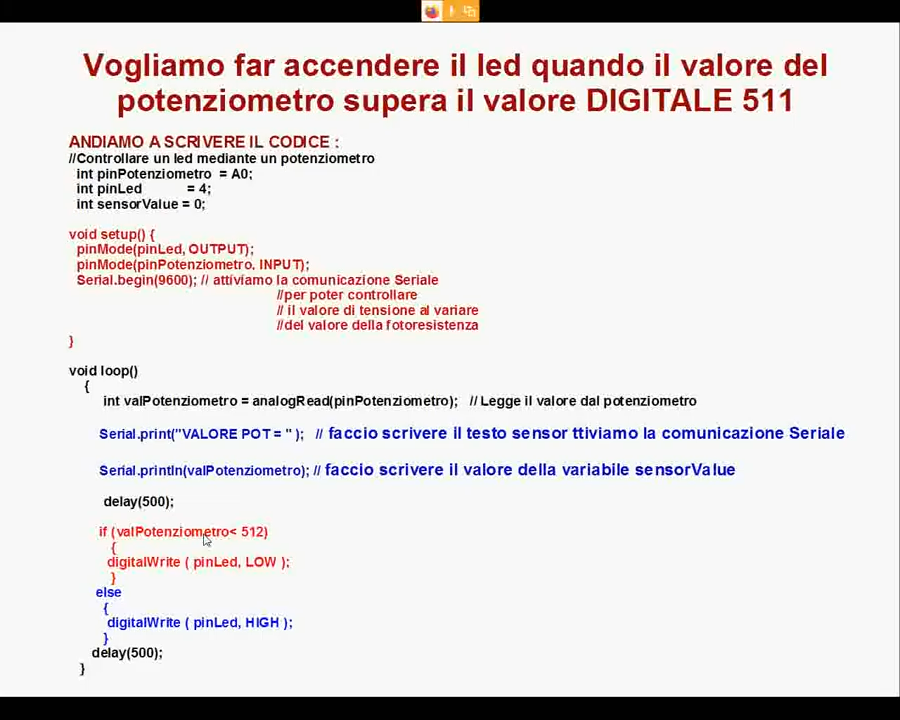 Vogliamo far accendere il led quando il valore del
potenziometro supera il valore DIGITALE 511
ANDIAMO A SCRIVERE IL CODICE :
//Controllare un led mediante un potenziometro
int pinPotenziometro = A0;
int pinLed = 4;
int sensorValue = 0;
void setup() {
pinMode(pinLed, OUTPUT);
pinMode(pinPotenziometro, INPUT);
Serial.begin(9600); // attiviamo la comunicazione Seriale
//per poter controllare
// il valore di tensione al variare
//del valore della fotoresistenza
}
void loop()
{
int valPotenziometro = analogRead(pinPotenziometro); // Legge il valore dal potenziometro
Serial.print("VALORE POT = " ); // faccio scrivere il testo sensor ttiviamo la comunicazione Seriale
Serial.println(valPotenziometro); // faccio scrivere il valore della variabile sensorValue
delay(500);
if (valPotenziometro< 512)
{
digitalWrite ( pinLed, LOW );
}
else
{
digitalWrite ( pinLed, HIGH );
}
delay(500);
}